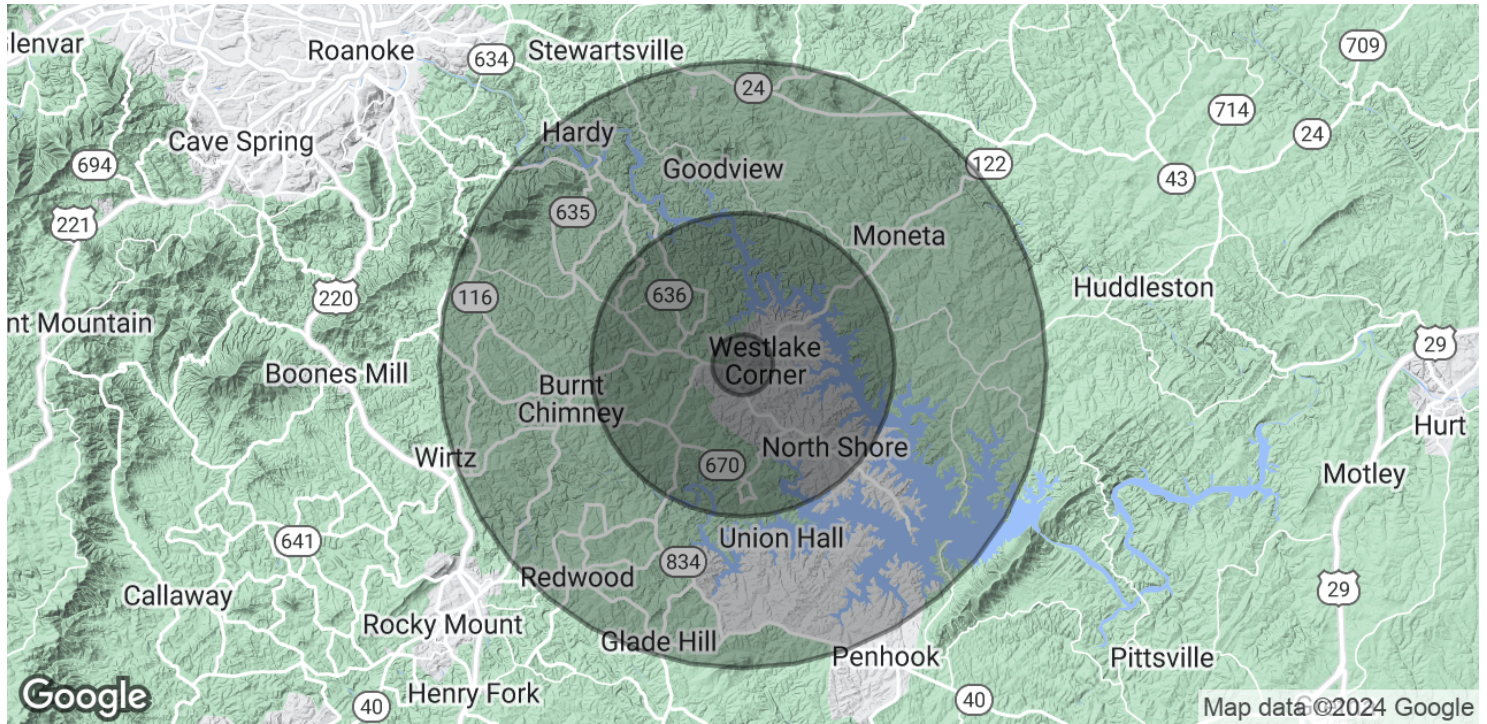 Glenvar
Roanoke
634
Stewartsville
709
24
714
24
Hardy
Cave Spring
694
122
Goodview
43
635
221
Moneta
220
116
636
Huddleston
nt Mountain
Westlake
Corner
29
Boones Mill
Burnt
Chimney
Hurt
North Shore
Wirtz
670
Motley
641
Union Hall
834
Redwood
29
Callaway
Rocky Mount
Glade Hill
Penhook
Pittsville
Google
40
Henry Fork
40
Map data ©2024 Google